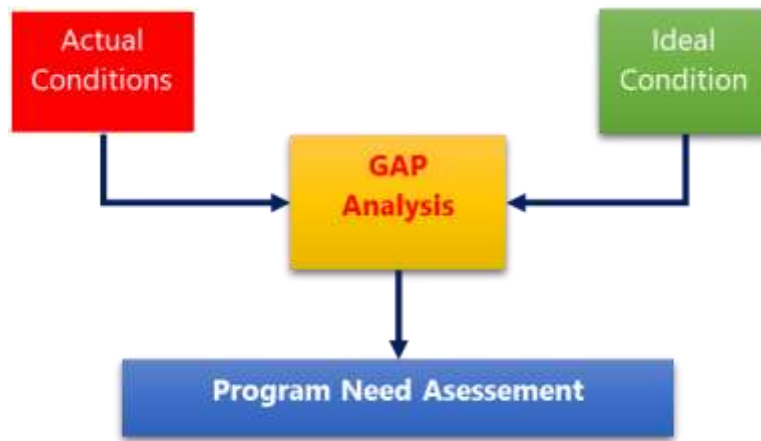 Actual
Conditions
Ideal
Condition
GAP
Analysis
Program Need Asessement